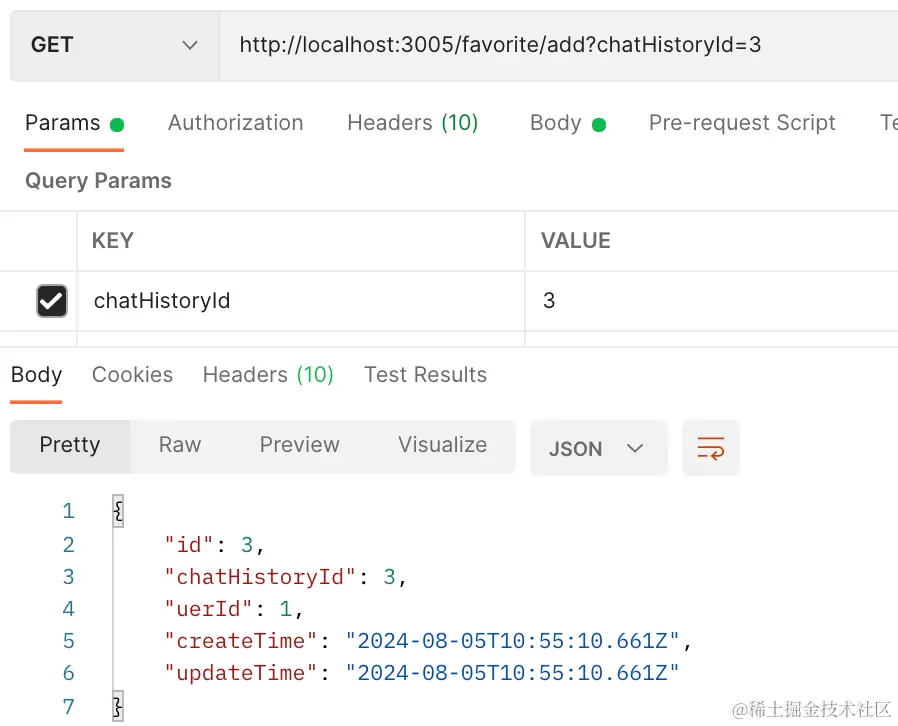 GET http://localhost:3005/favorite/add?chatHistoryId=3
Params Authorization Headers (10) Body Pre-request Script Te
Query Params
KEY VALUE
chatHistoryId 3
Body Cookies Headers (10) Test Results
Pretty Raw Preview Visualize JSON
1 {
2 "id": 3,
3 "chatHistoryId": 3,
4 "uerId": 1,
5 "createTime": "2024-08-05T10:55:10.661Z",
6 "updateTime": "2024-08-05T10:55:10.661Z"
7 }
@稀土掘金技术社区